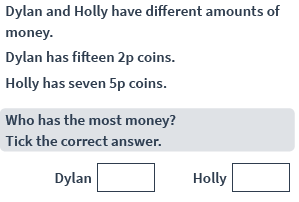 Dylan and Holly have different amounts of
money.
Dylan has fifteen 2p coins.
Holly has seven 5p coins.
Who has the most money?
Tick the correct answer.
Dylan Holly